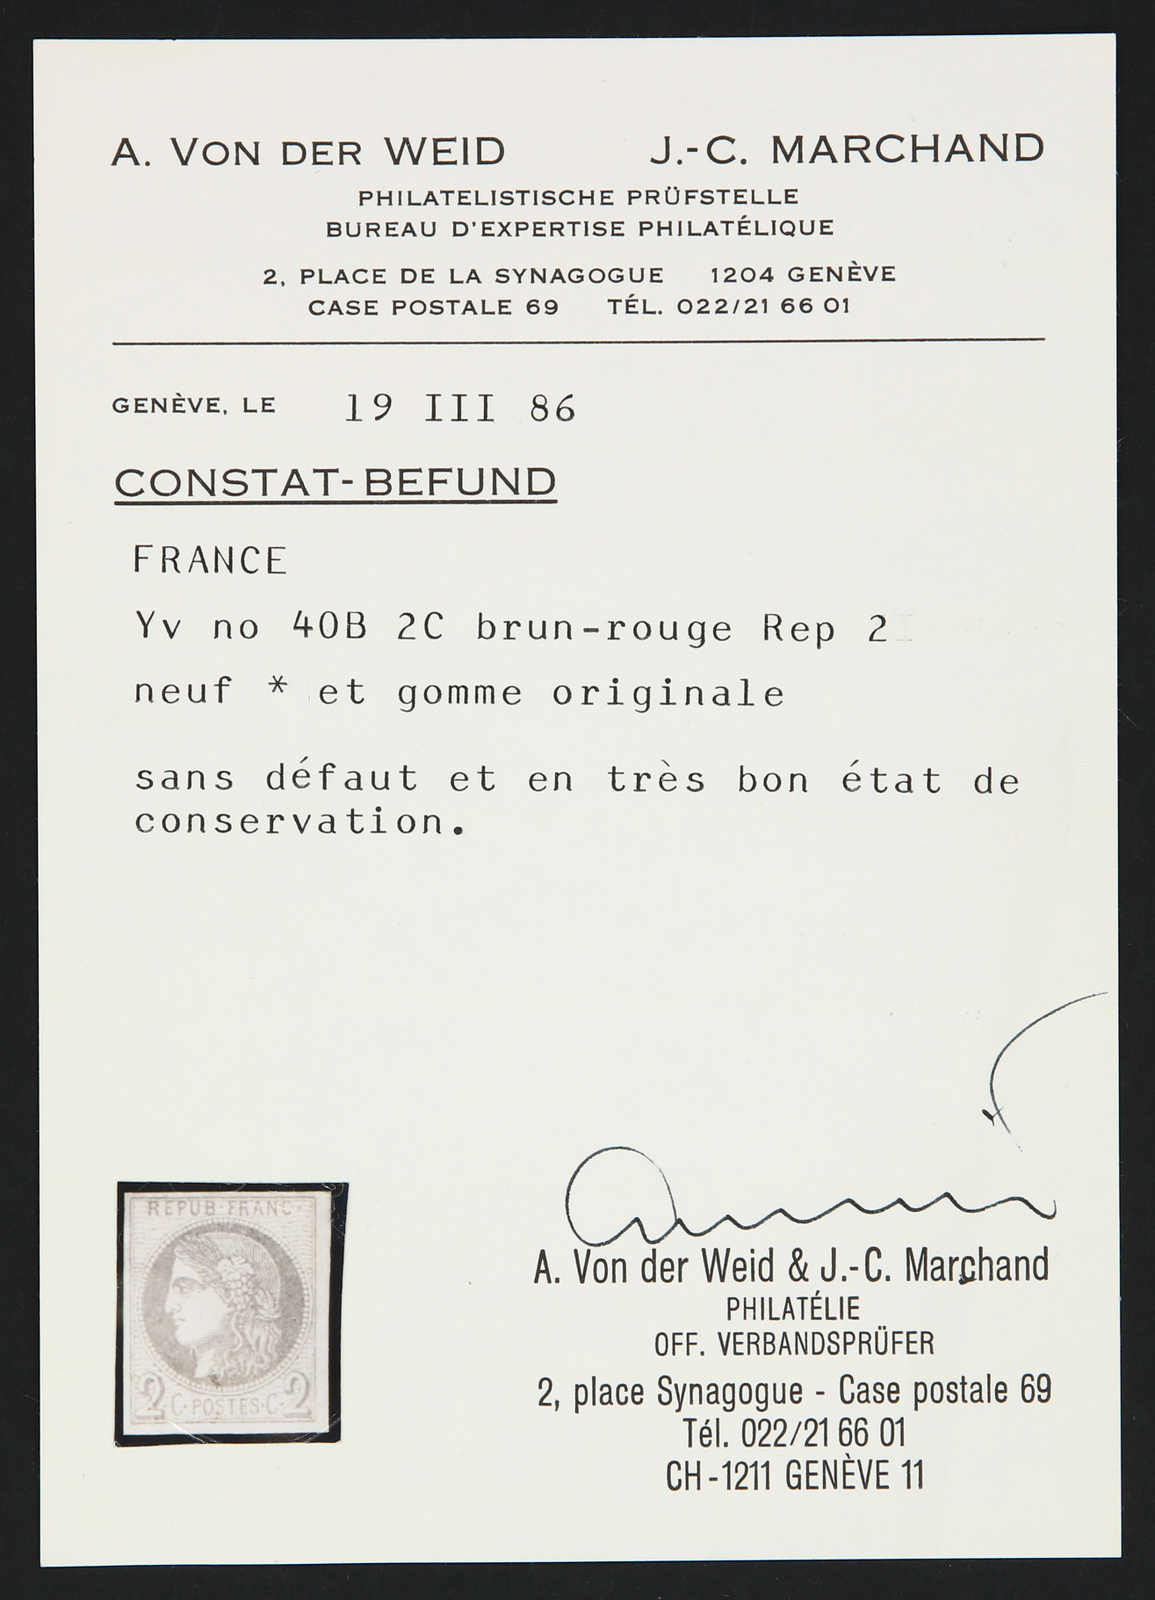 A. VON DER WEID J.-C. MARCHAND
PHILATELISTISCHE PRÜFSTELLE
BUREAU D'EXPERTISE PHILATÉLIQUE
2, PLACE DE LA SYNAGOGUE 1204 GENÈVE
CASE POSTALE 69 TÉL. 022/21 66 01
GENÈVE, LE 19 III 86
CONSTAT-BEFUND
FRANCE
Yv no 40B 2C brun-rouge Rep 2
neuf * et gomme originale
sans défaut et en très bon état de
conservation.
REPUB·FRANC·
2 C·POSTES·C·2
A. Von der Weid & J.-C. Marchand
PHILATÉLIE
OFF. VERBANDSPRÜFER
2, place Synagogue - Case postale 69
Tél. 022/21 66 01
CH-1211 GENÈVE 11